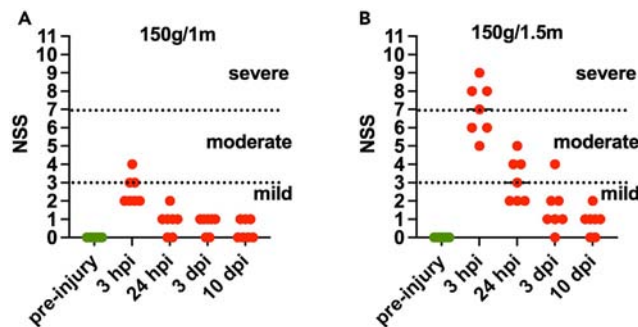 A
150g/1m
NSS
11
10
9
8
7
6
5
4
3
2
1
0
severe
moderate
mild
pre-injury
3 hpi
24 hpi
3 dpi
10 dpi
B
150g/1.5m
NSS
11
10
9
8
7
6
5
4
3
2
1
0
severe
moderate
mild
pre-injury
3 hpi
24 hpi
3 dpi
10 dpi